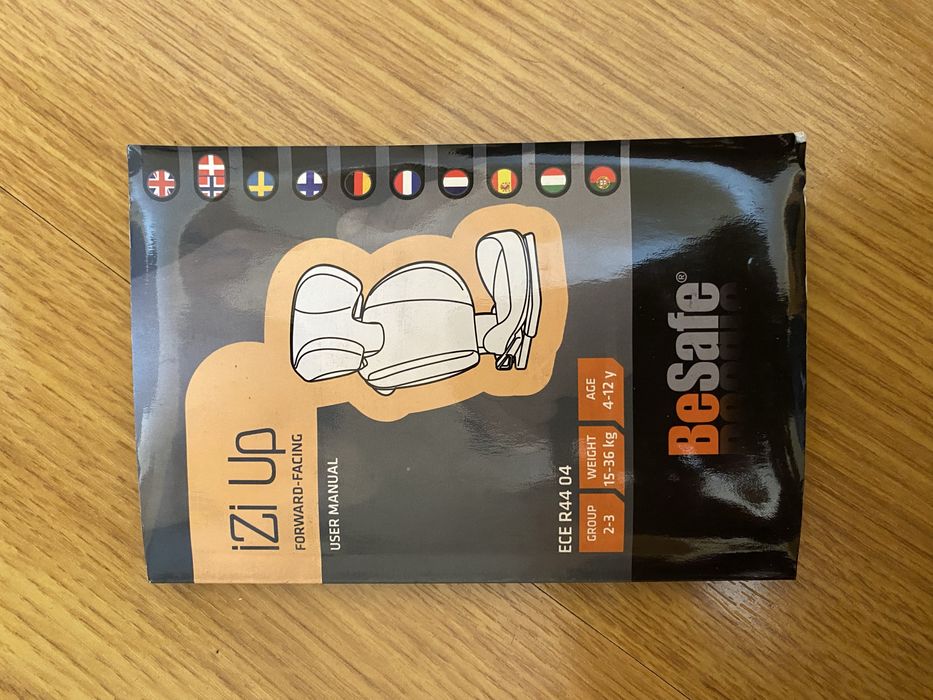 iZi Up
FORWARD-FACING
USER MANUAL
ECE R44 04
GROUP
2-3
WEIGHT
15-36 kg
AGE
4-12 y
BeSafe®